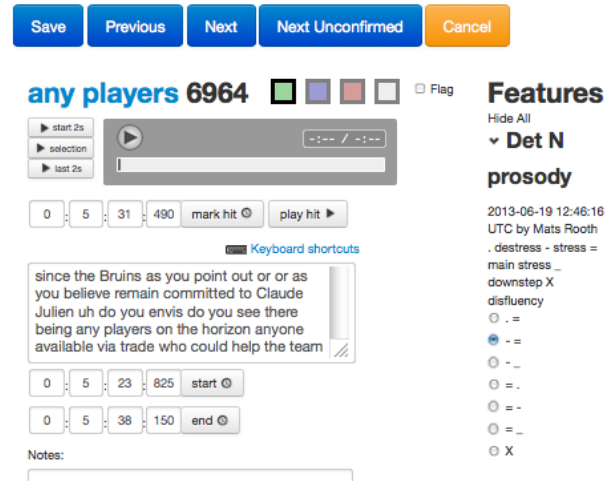 Save Previous Next Next Unconfirmed Cancel
any players 6964
Flag
start 2s
selection
last 2s
-:-- / -:--
0 : 5 : 31 : 490 mark hit play hit
Keyboard shortcuts
since the Bruins as you point out or or as
you believe remain committed to Claude
Julien uh do you envis do you see there
being any players on the horizon anyone
available via trade who could help the team
0 : 5 : 23 : 825 start
0 : 5 : 38 : 150 end
Notes:
Features
Hide All
Det N
prosody
2013-06-19 12:46:16
UTC by Mats Rooth
. destress - stress =
main stress _
downstep X
disfluency
. =
- =
- _
= .
= -
= _
X